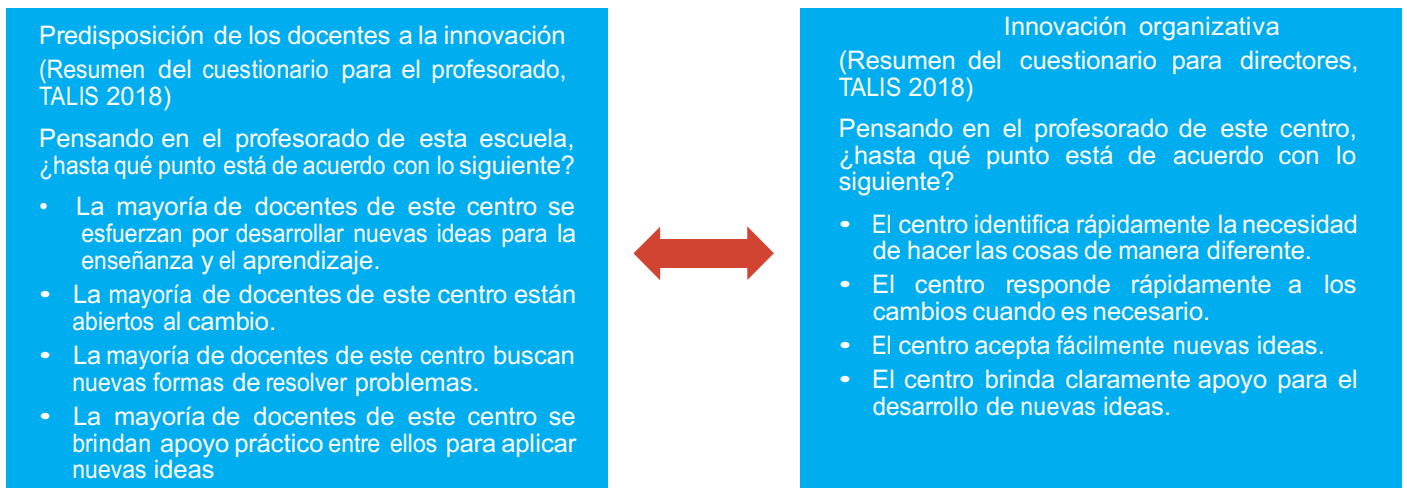 Predisposición de los docentes a la innovación
(Resumen del cuestionario para el profesorado,
TALIS 2018)
Pensando en el profesorado de esta escuela,
¿hasta qué punto está de acuerdo con lo siguiente?
• La mayoría de docentes de este centro se
esfuerzan por desarrollar nuevas ideas para la
enseñanza y el aprendizaje.
• La mayoría de docentes de este centro están
abiertos al cambio.
• La mayoría de docentes de este centro buscan
nuevas formas de resolver problemas.
• La mayoría de docentes de este centro se
brindan apoyo práctico entre ellos para aplicar
nuevas ideas
Innovación organizativa
(Resumen del cuestionario para directores,
TALIS 2018)
Pensando en el profesorado de este centro,
¿hasta qué punto está de acuerdo con lo
siguiente?
• El centro identifica rápidamente la necesidad
de hacer las cosas de manera diferente.
• El centro responde rápidamente a los
cambios cuando es necesario.
• El centro acepta fácilmente nuevas ideas.
• El centro brinda claramente apoyo para el
desarrollo de nuevas ideas.